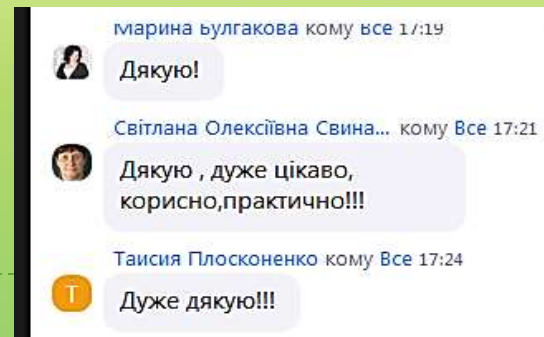 Марина Булгакова кому Все 17:19
Дякую!
Світлана Олексіївна Свина... кому Все 17:21
Дякую , дуже цікаво,
корисно,практично!!!
Таисия Плосконенко кому Все 17:24
Т
Дуже дякую!!!